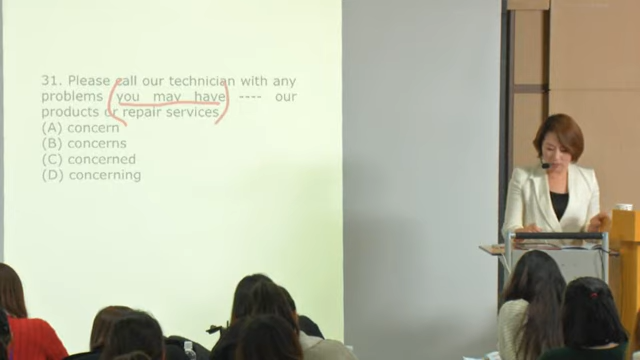 31. Please call our technician with any
problems you may have ---- our
products or repair services
(A) concern
(B) concerns
(C) concerned
(D) concerning